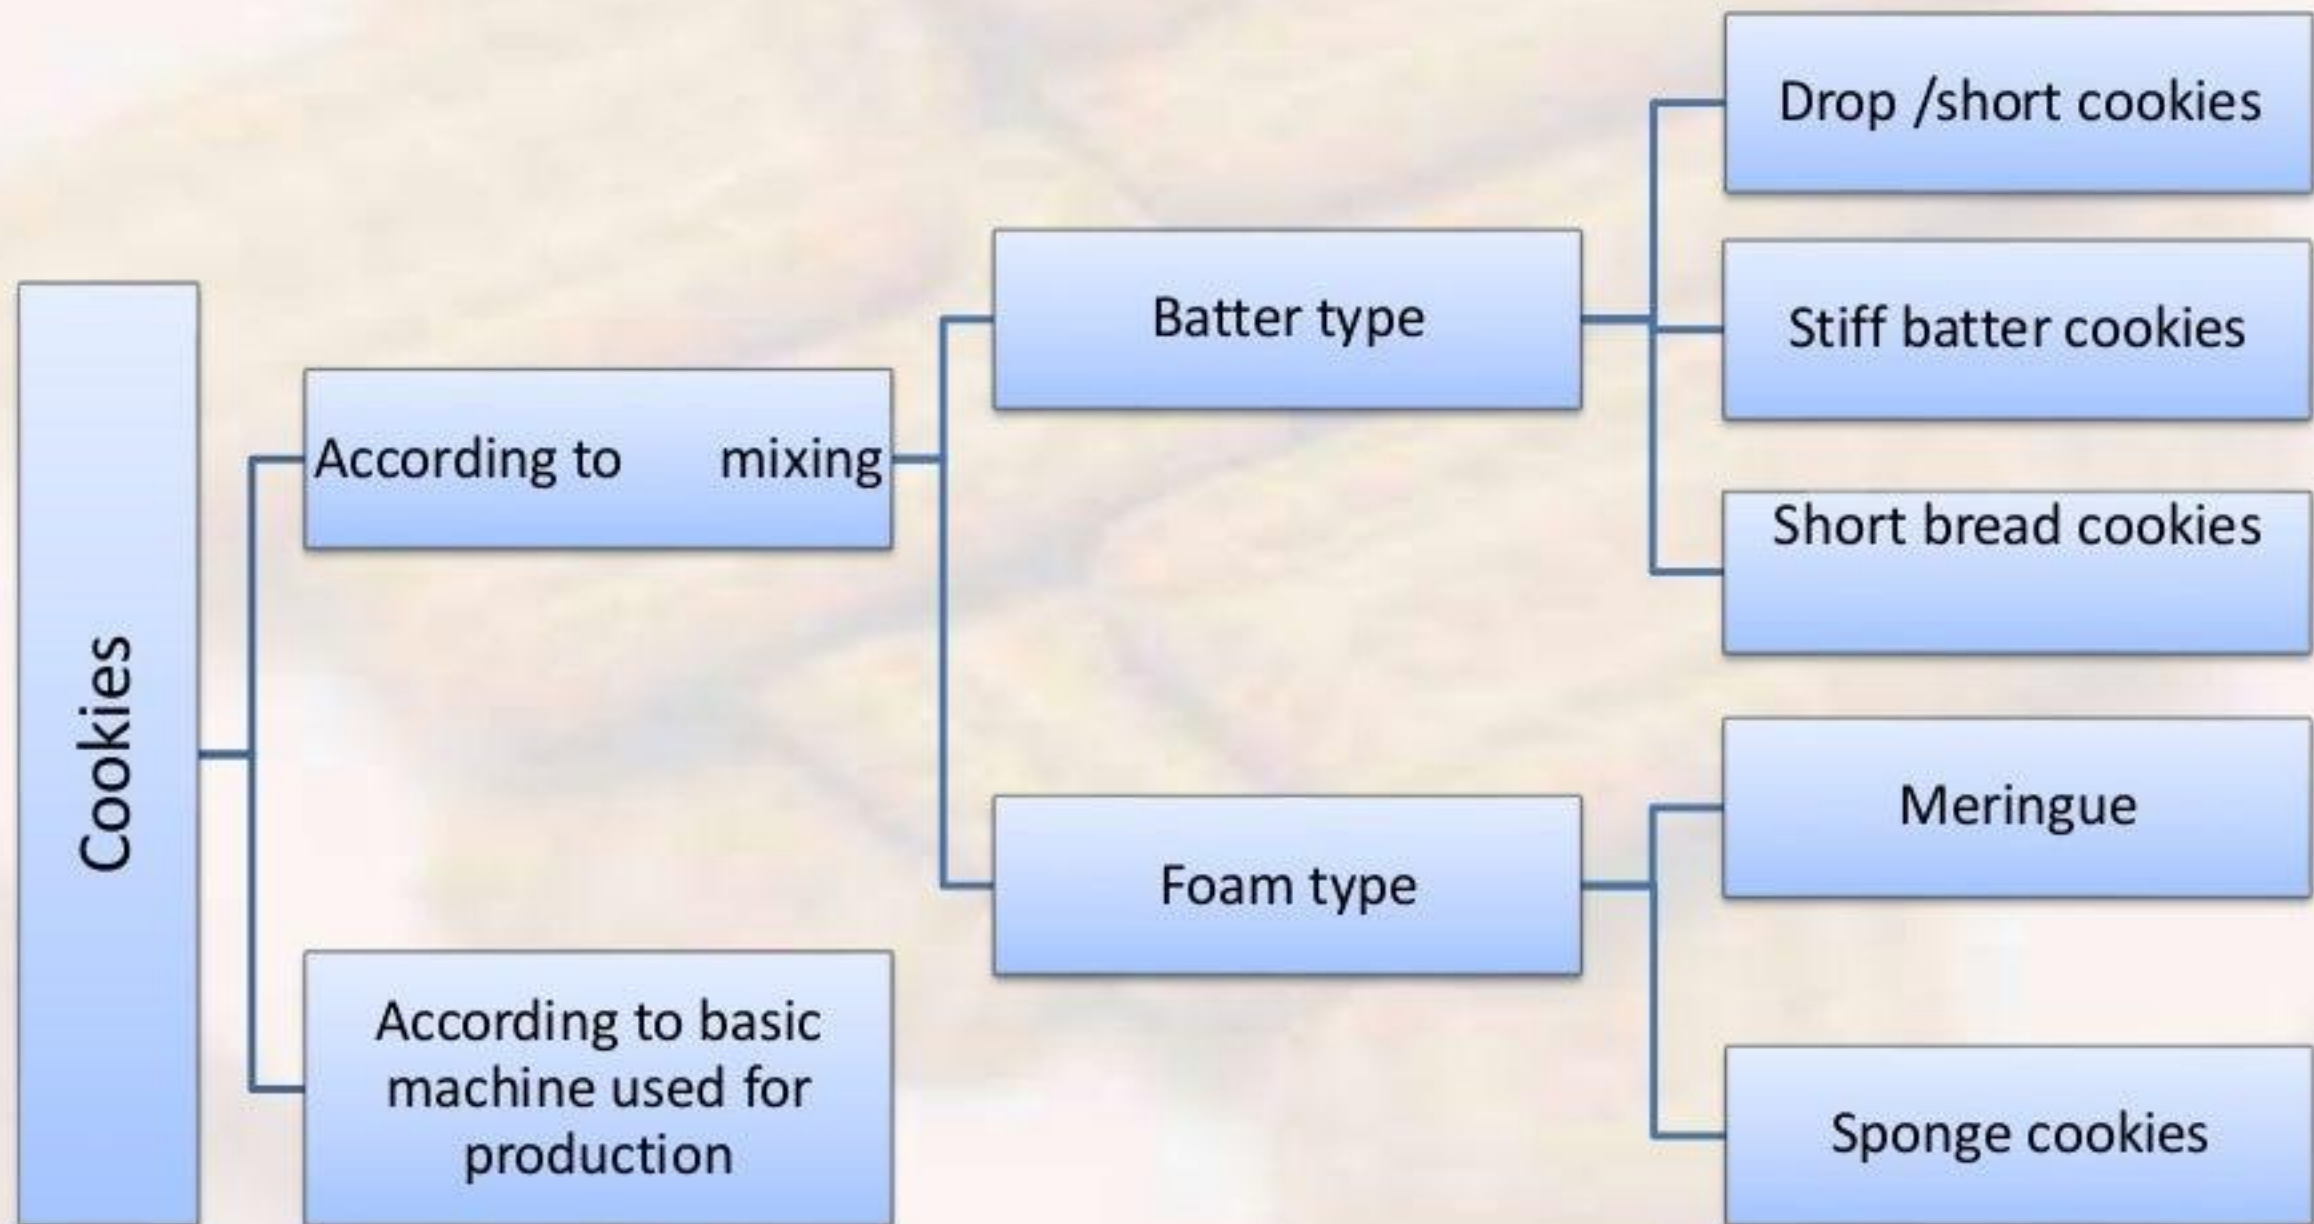 Cookies
According to mixing
According to basic
machine used for
production
Batter type
Foam type
Drop /short cookies
Stiff batter cookies
Short bread cookies
Meringue
Sponge cookies